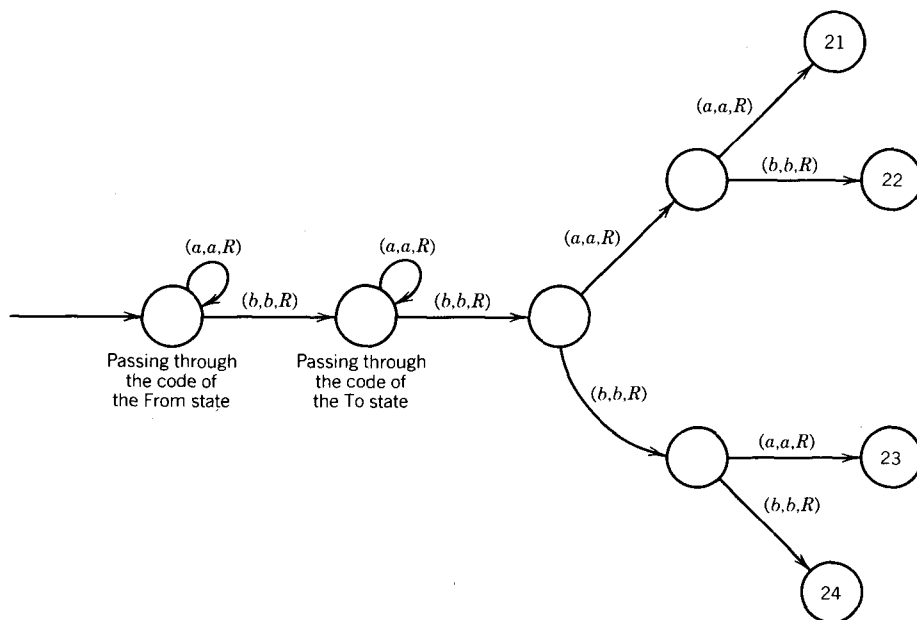 21
(a,a,R)
(b,b,R)
22
(a,a,R)
(a,a,R)
(a,a,R)
(b,b,R)
(b,b,R)
Passing through
the code of
the From state
Passing through
the code of
the To state
(b,b,R)
(a,a,R)
23
(b,b,R)
24